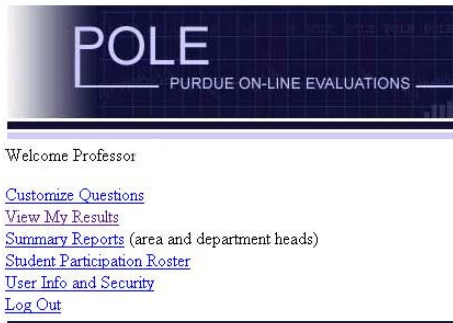 POLE
PURDUE ON-LINE EVALUATIONS
Welcome Professor
Customize Questions
View My Results
Summary Reports (area and department heads)
Student Participation Roster
User Info and Security
Log Out